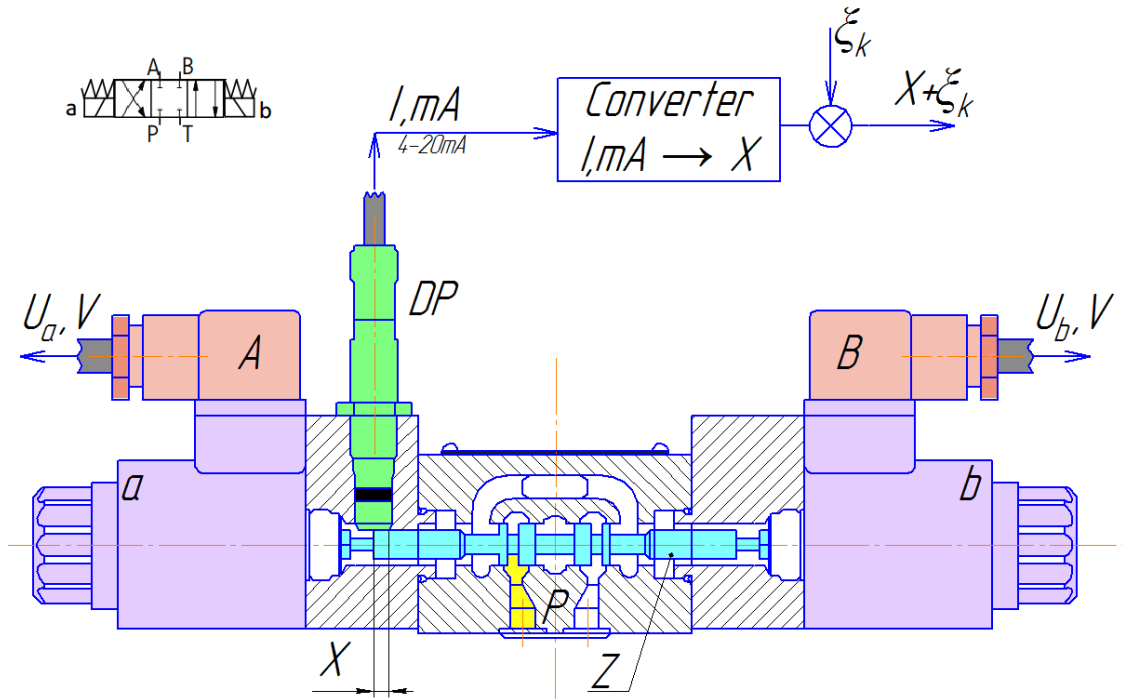 ξk
A B
a b
P T
I,mA
4-20mA
Converter
I,mA → X
X+ξk
DP
Ua, V
A
B
Ub, V
a
b
P
X
Z